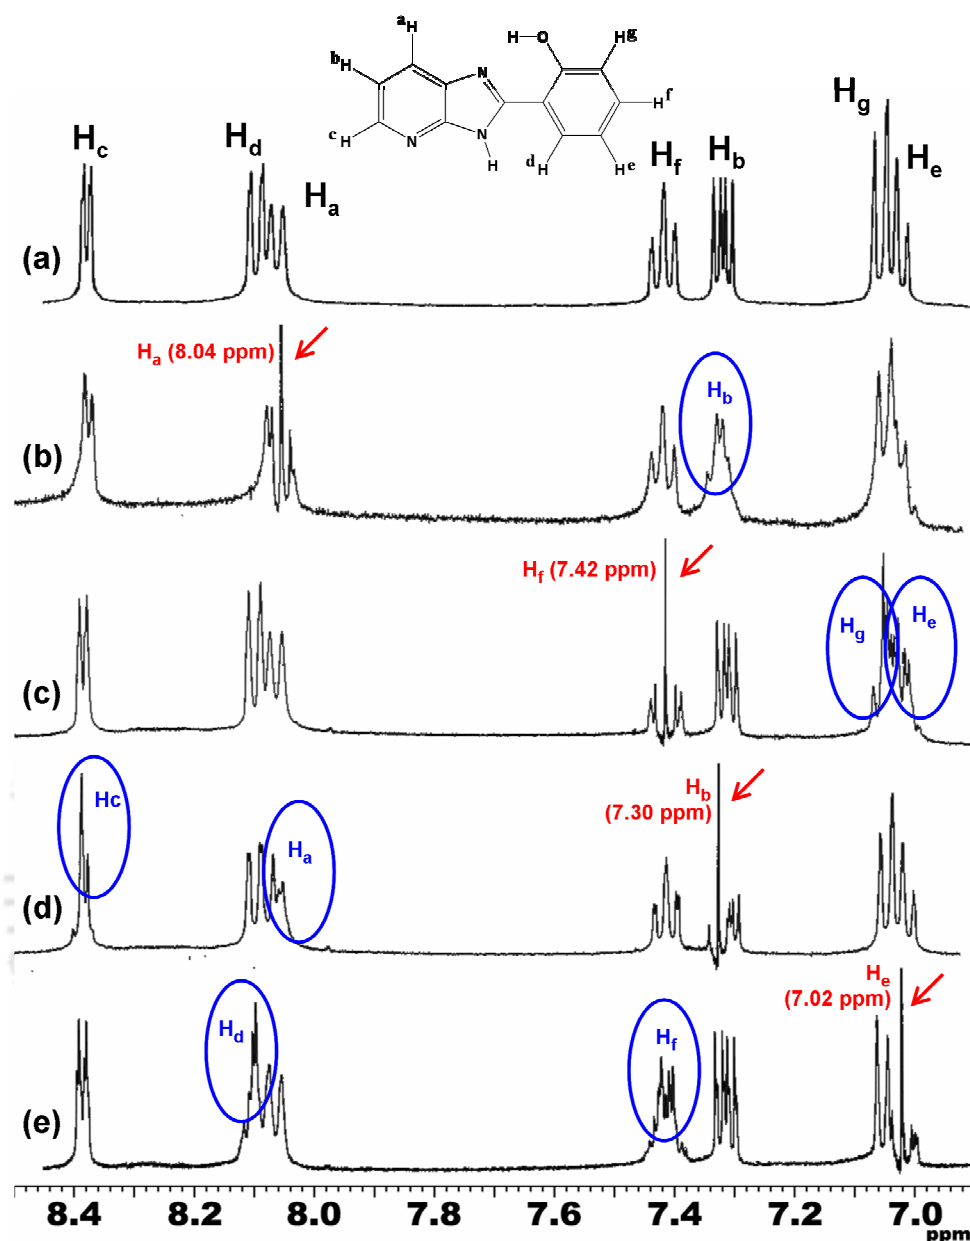 aH
bH
H–O
Hg
N
Hf
cH
N
N
H
dH
He
Hc
Hd
Ha
Hf
Hb
Hg
He
(a)
Ha (8.04 ppm)
Hb
(b)
Hf (7.42 ppm)
Hg
He
(c)
Hc
Ha
Hb
(7.30 ppm)
(d)
Hd
Hf
He
(7.02 ppm)
(e)
8.4 8.2 8.0 7.8 7.6 7.4 7.2 7.0
ppm